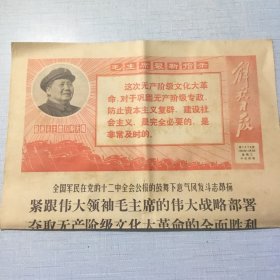 毛主席最新指示
这次无产阶级文化大革
命，对于巩固无产阶级专政，
防止资本主义复辟，建设社
会主义，是完全必要的，是
非常及时的。
解放日报
全国军民在党的十二中全会公报的鼓舞下意气风发斗志昂扬
紧跟伟大领袖毛主席的伟大战略部署
夺取无产阶级文化大革命的全面胜利